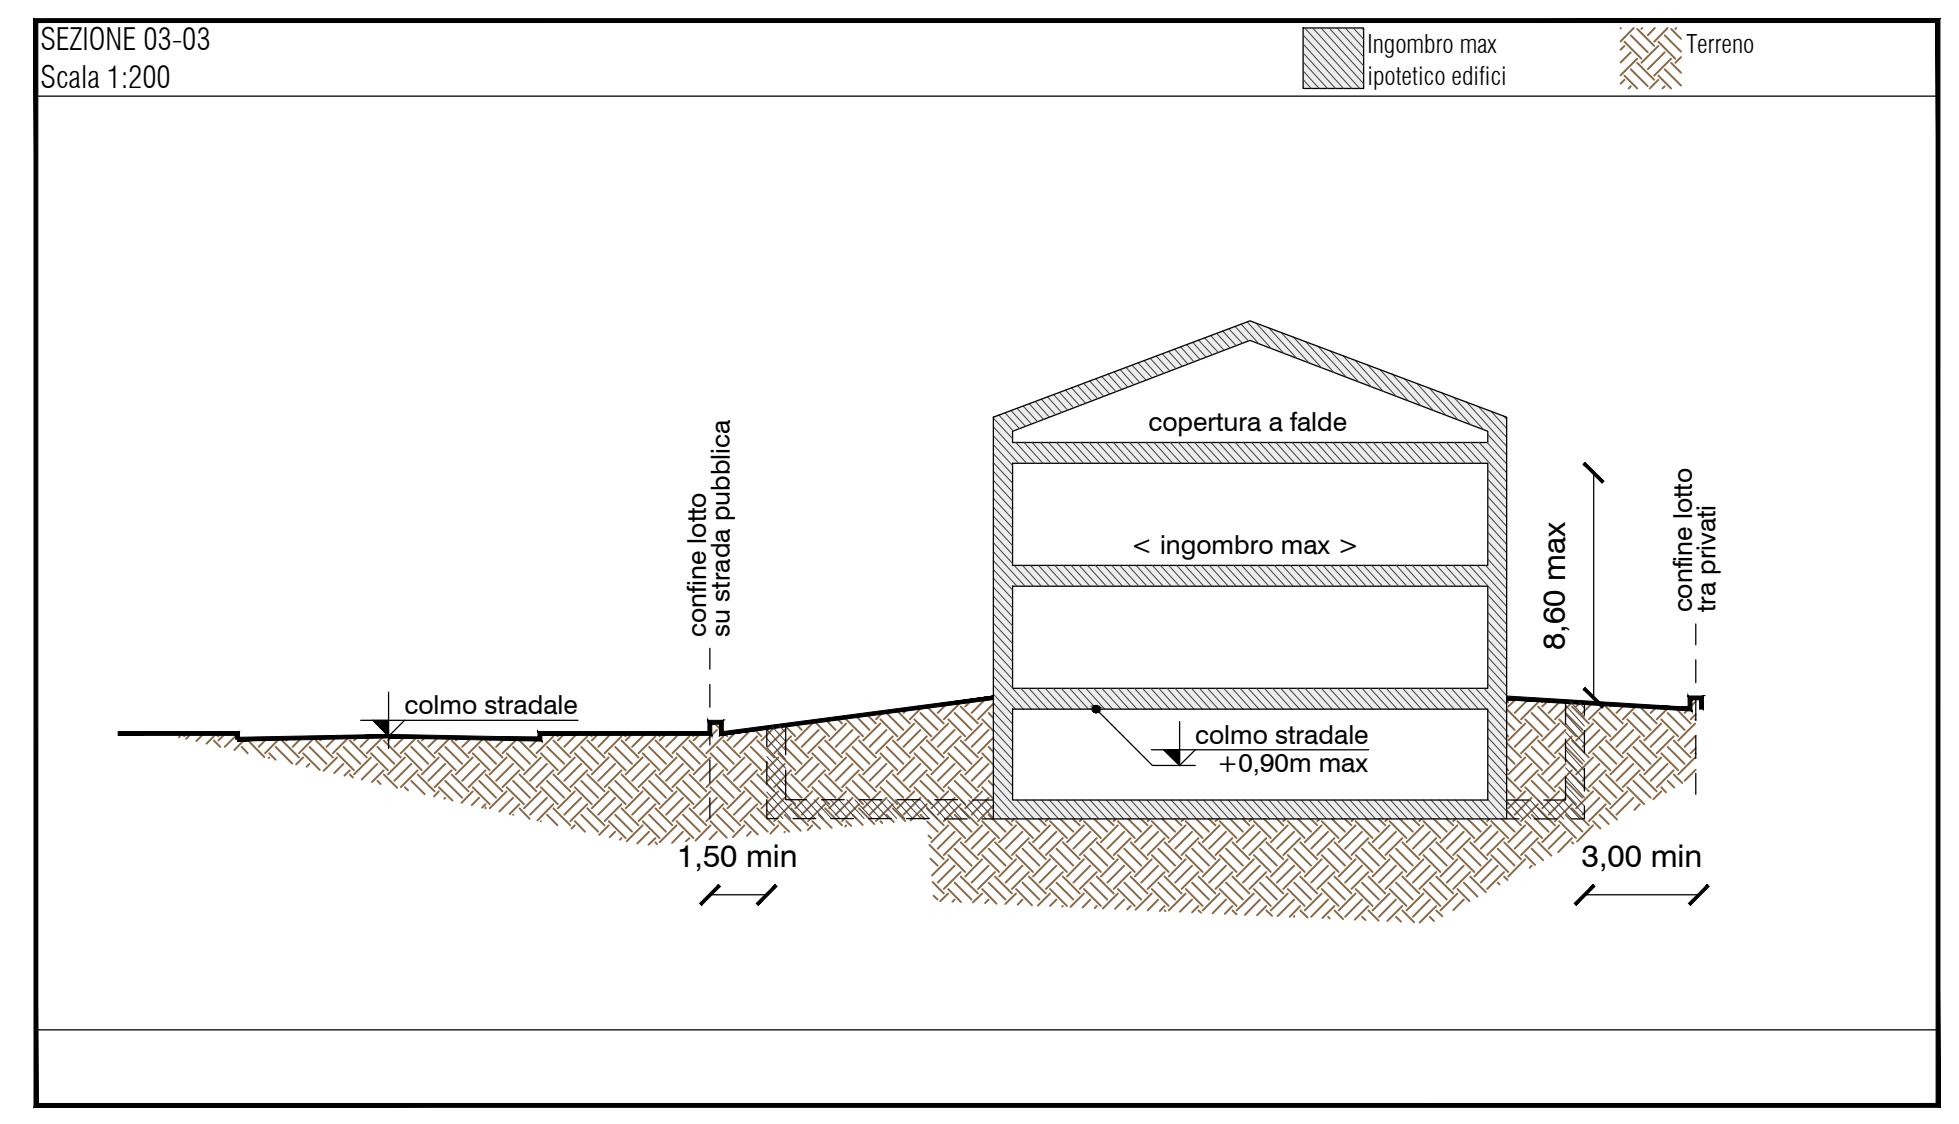 SEZIONE 03-03
Scala 1:200
Ingombro max
ipotetico edifici
Terreno
copertura a falde
< ingombro max >
confine lotto
su strada pubblica
8,60 max
confine lotto
tra privati
colmo stradale
colmo stradale
+0,90m max
1,50 min
3,00 min